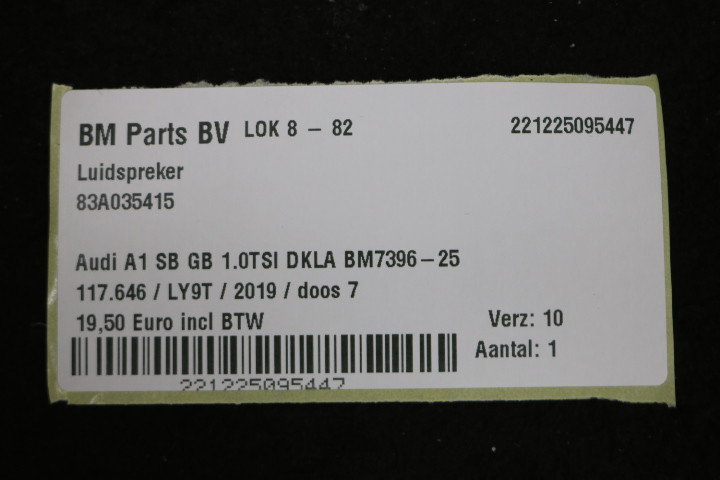 BM Parts BV LOK 8 – 82 221225095447
Luidspreker
83A035415
Audi A1 SB GB 1.0TSI DKLA BM7396–25
117.646 / LY9T / 2019 / doos 7
19,50 Euro incl BTW Verz: 10
Aantal: 1
221225095447